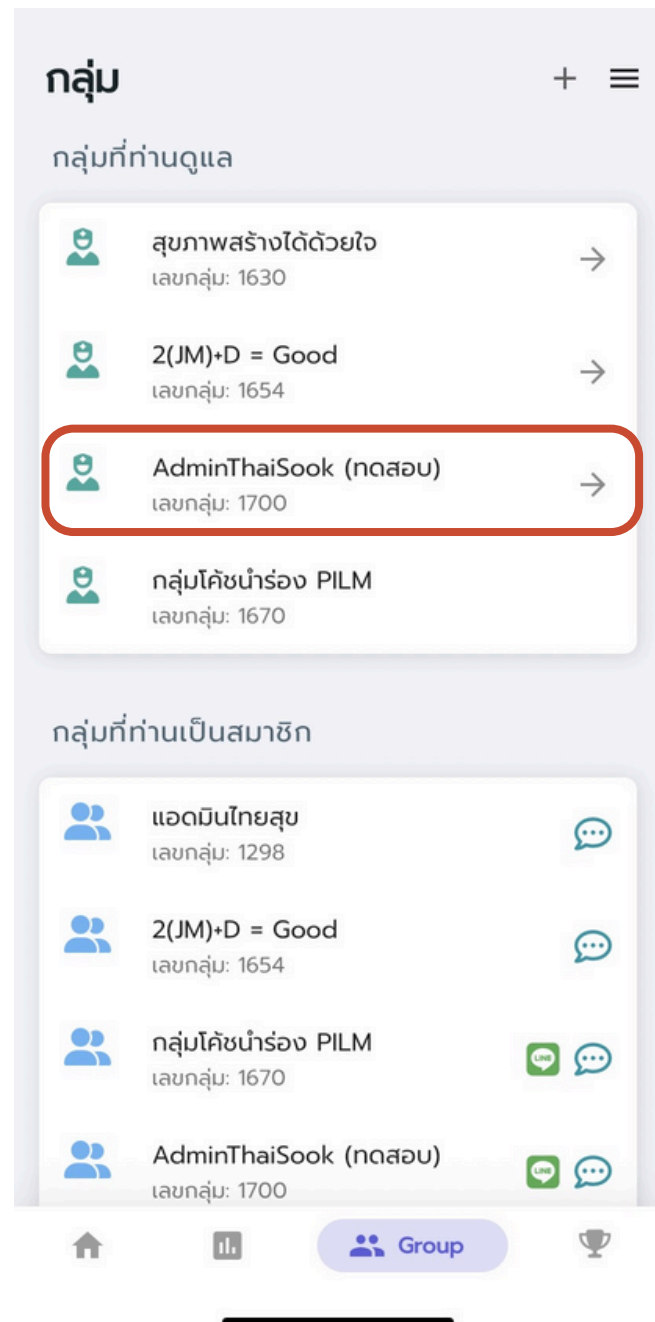 กลุ่ม
กลุ่มที่ท่านดูแล
สุขภาพสร้างได้ด้วยใจ
เลขกลุ่ม: 1630
2(JM)+D = Good
เลขกลุ่ม: 1654
AdminThaiSook (ทดสอบ)
เลขกลุ่ม: 1700
กลุ่มโค้ชนำร่อง PILM
เลขกลุ่ม: 1670
กลุ่มที่ท่านเป็นสมาชิก
แอดมินไทยสุข
เลขกลุ่ม: 1298
2(JM)+D = Good
เลขกลุ่ม: 1654
กลุ่มโค้ชนำร่อง PILM
LINE
เลขกลุ่ม: 1670
AdminThaiSook (ทดสอบ)
LINE
เลขกลุ่ม: 1700
Group